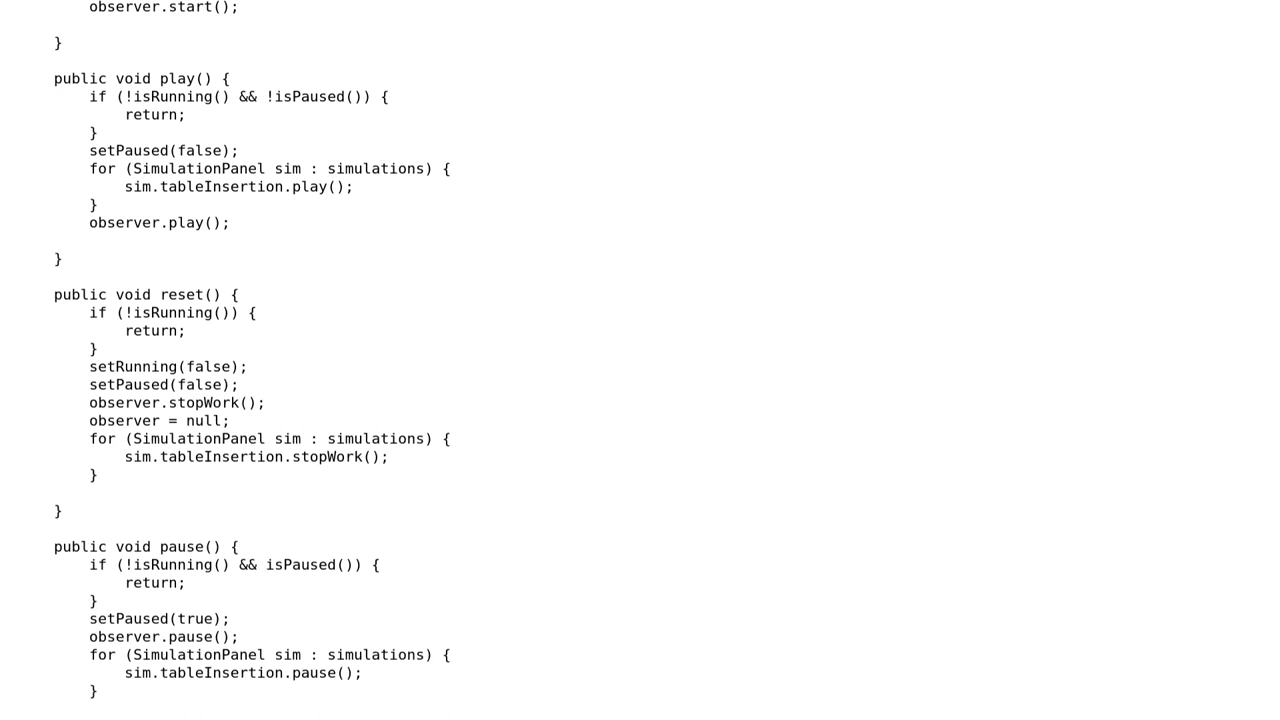 observer.start();
}
public void play() {
if (!isRunning() && !isPaused()) {
return;
}
setPaused(false);
for (SimulationPanel sim : simulations) {
sim.tableInsertion.play();
}
observer.play();
}
public void reset() {
if (!isRunning()) {
return;
}
setRunning(false);
setPaused(false);
observer.stopWork();
observer = null;
for (SimulationPanel sim : simulations) {
sim.tableInsertion.stopWork();
}
}
public void pause() {
if (!isRunning() && isPaused()) {
return;
}
setPaused(true);
observer.pause();
for (SimulationPanel sim : simulations) {
sim.tableInsertion.pause();
}